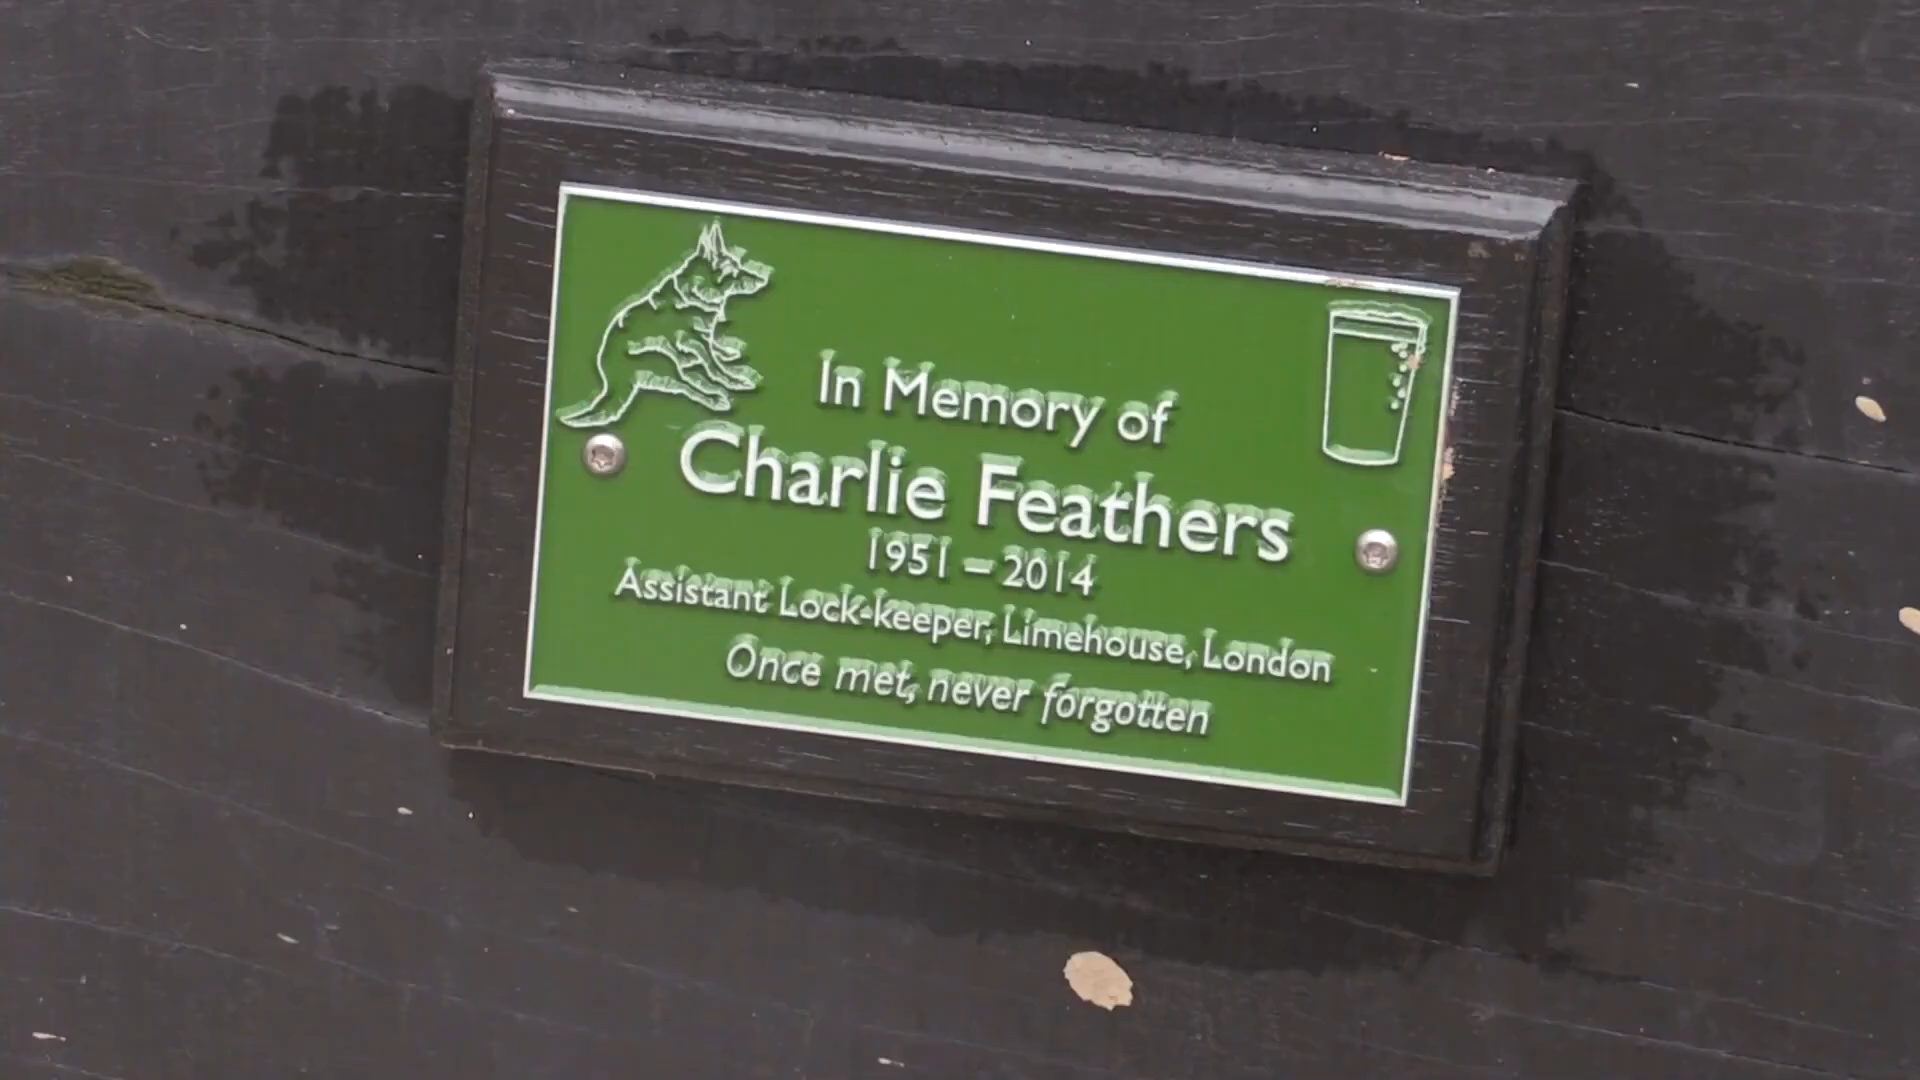 In Memory of
Charlie Feathers
1951 – 2014
Assistant Lock-keeper, Limehouse, London
Once met, never forgotten